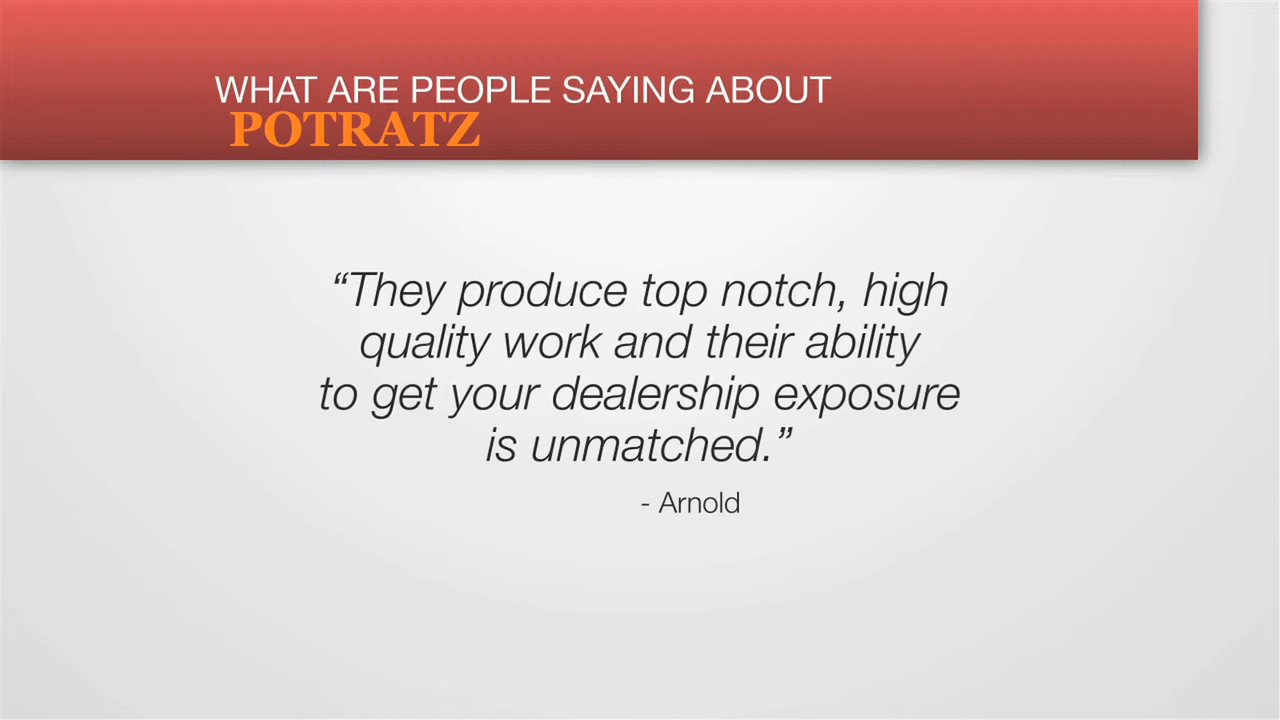 WHAT ARE PEOPLE SAYING ABOUT
POTRATZ
“They produce top notch, high
quality work and their ability
to get your dealership exposure
is unmatched.”
- Arnold